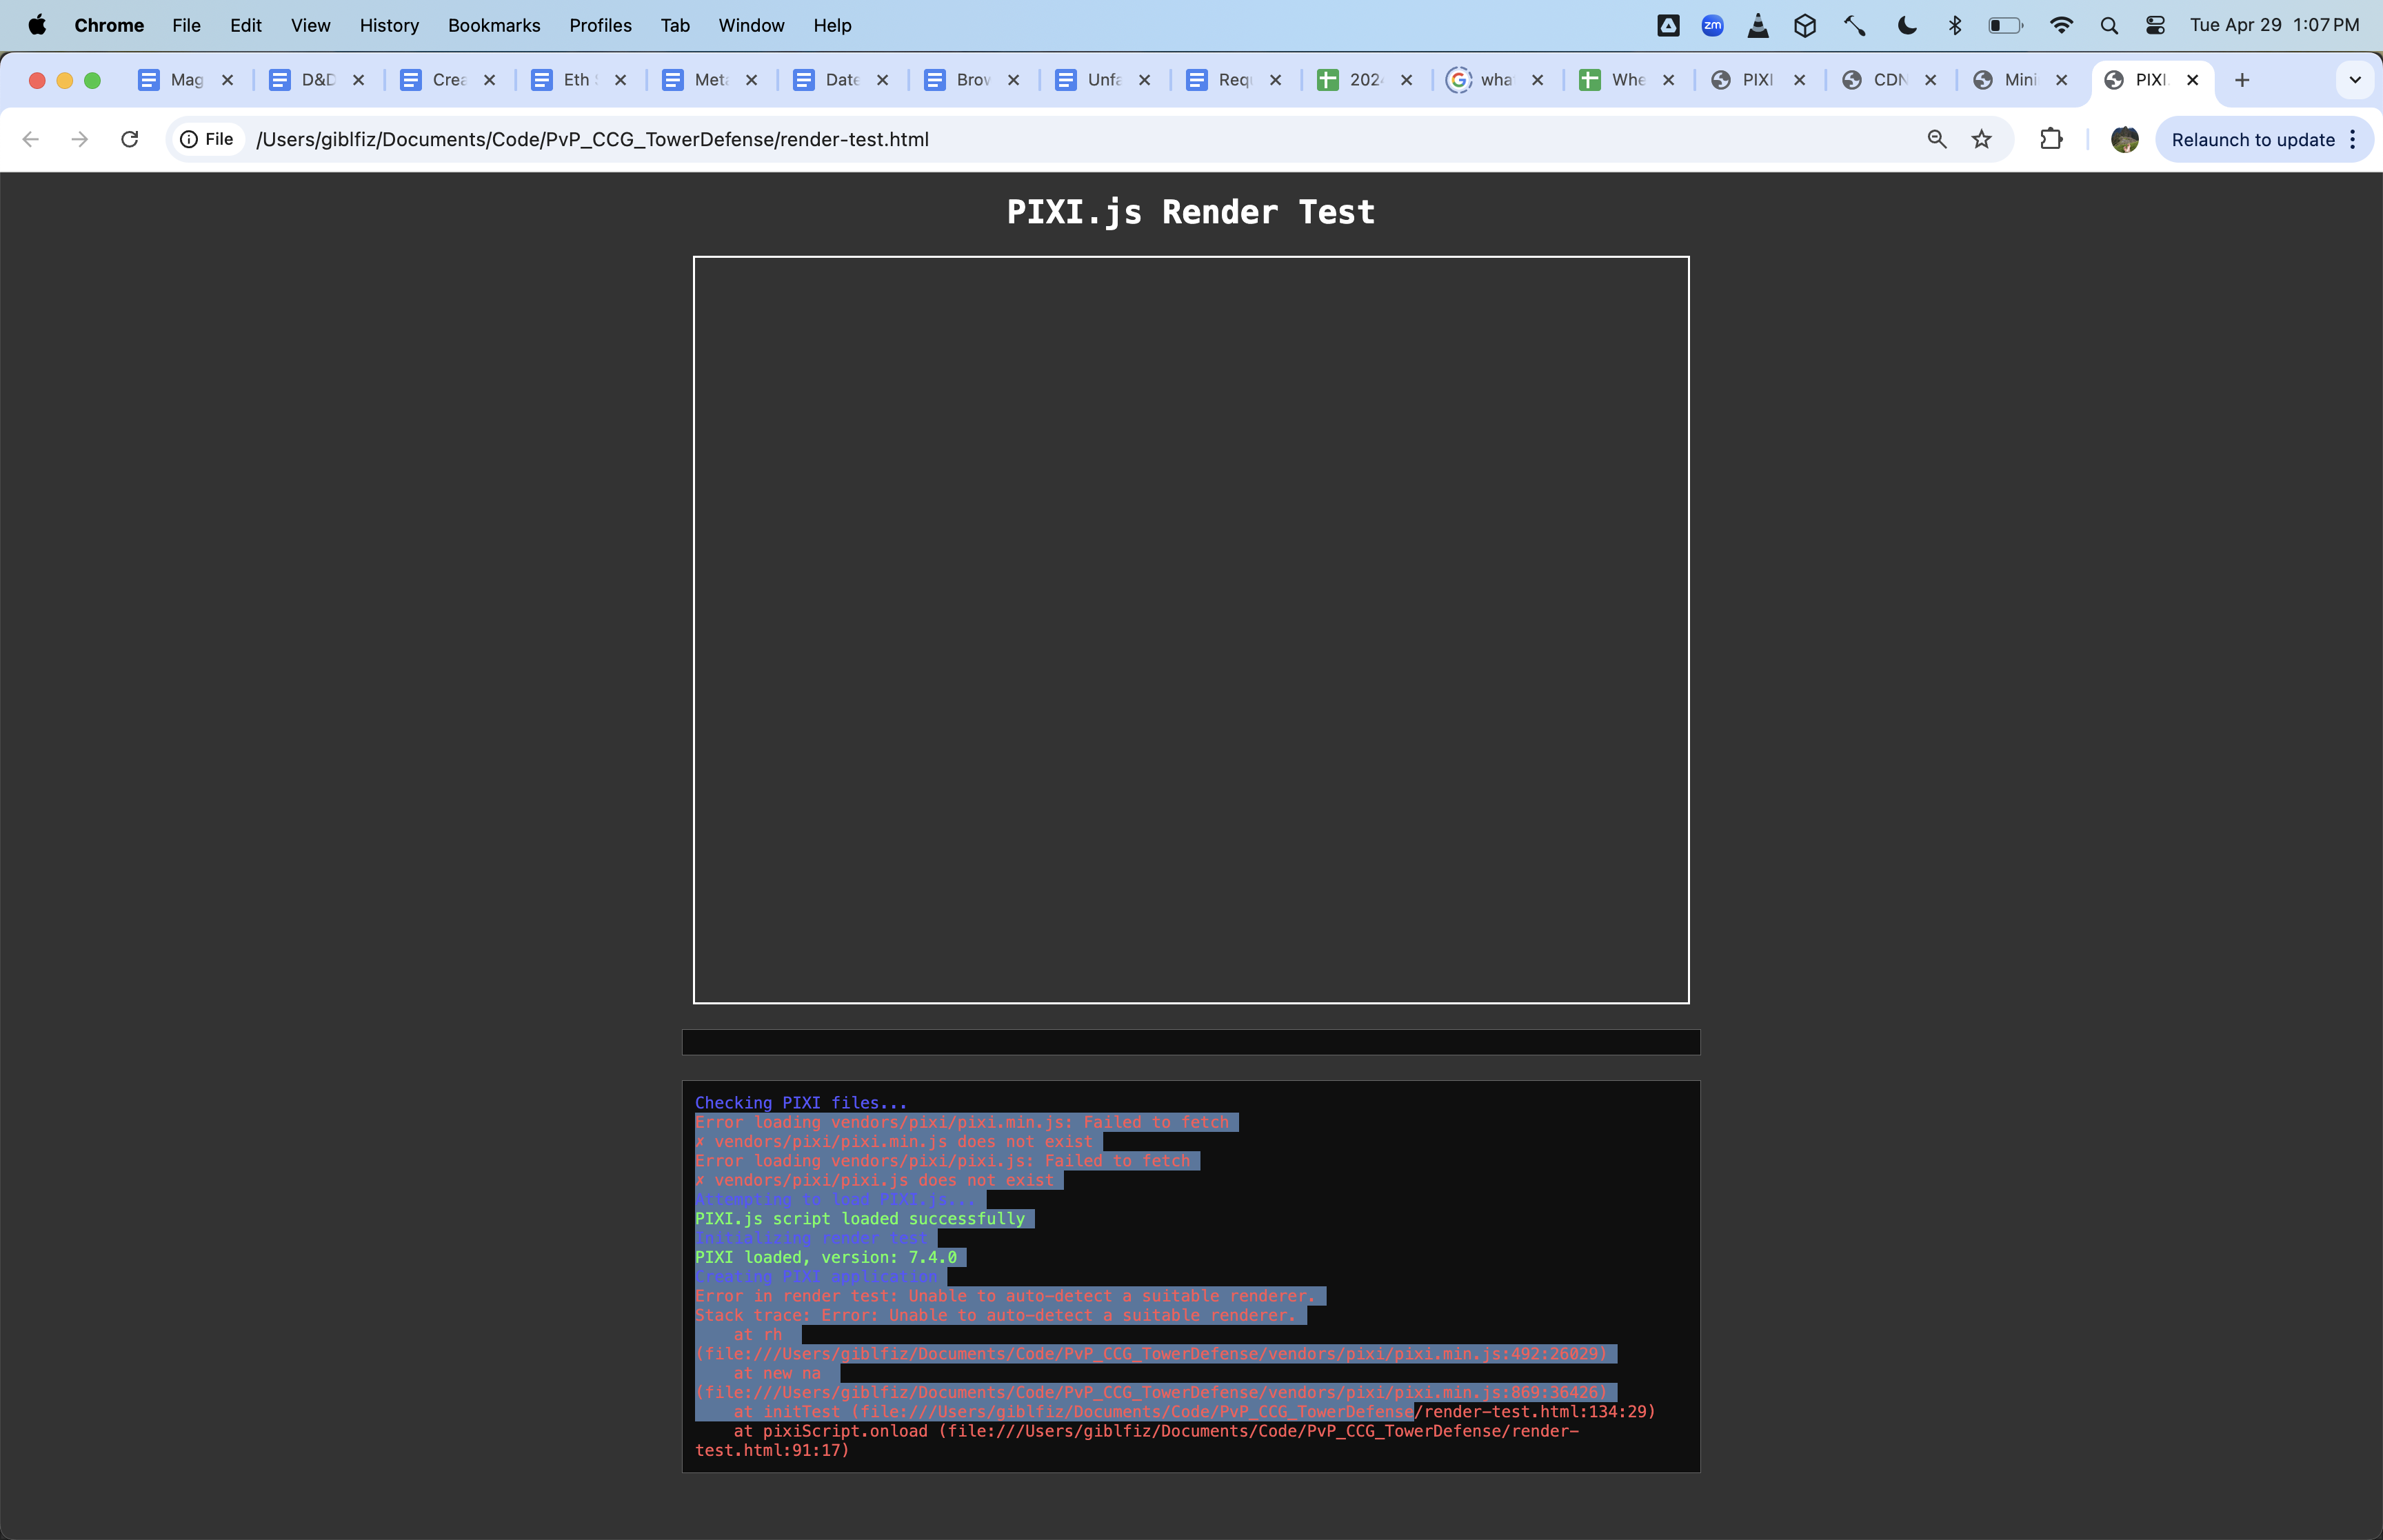 Chrome File Edit View History Bookmarks Profiles Tab Window Help zm Tue Apr 29 1:07 PM
Mag D&D Crea Eth Meta Date Brow Unfa Requ 202 what Whe PIXI CDN Mini PIXI.
File /Users/giblfiz/Documents/Code/PvP_CCG_TowerDefense/render-test.html Relaunch to update
PIXI.js Render Test
Checking PIXI files...
Error loading vendors/pixi/pixi.min.js: Failed to fetch
✗ vendors/pixi/pixi.min.js does not exist
Error loading vendors/pixi/pixi.js: Failed to fetch
✗ vendors/pixi/pixi.js does not exist
Attempting to load PIXI.js...
PIXI.js script loaded successfully
Initializing render test
PIXI loaded, version: 7.4.0
Creating PIXI application
Error in render test: Unable to auto-detect a suitable renderer.
Stack trace: Error: Unable to auto-detect a suitable renderer.
at rh
(file:///Users/giblfiz/Documents/Code/PvP_CCG_TowerDefense/vendors/pixi/pixi.min.js:492:26029)
at new na
(file:///Users/giblfiz/Documents/Code/PvP_CCG_TowerDefense/vendors/pixi/pixi.min.js:869:36426)
at initTest (file:///Users/giblfiz/Documents/Code/PvP_CCG_TowerDefense/render-test.html:134:29)
at pixiScript.onload (file:///Users/giblfiz/Documents/Code/PvP_CCG_TowerDefense/render-
test.html:91:17)